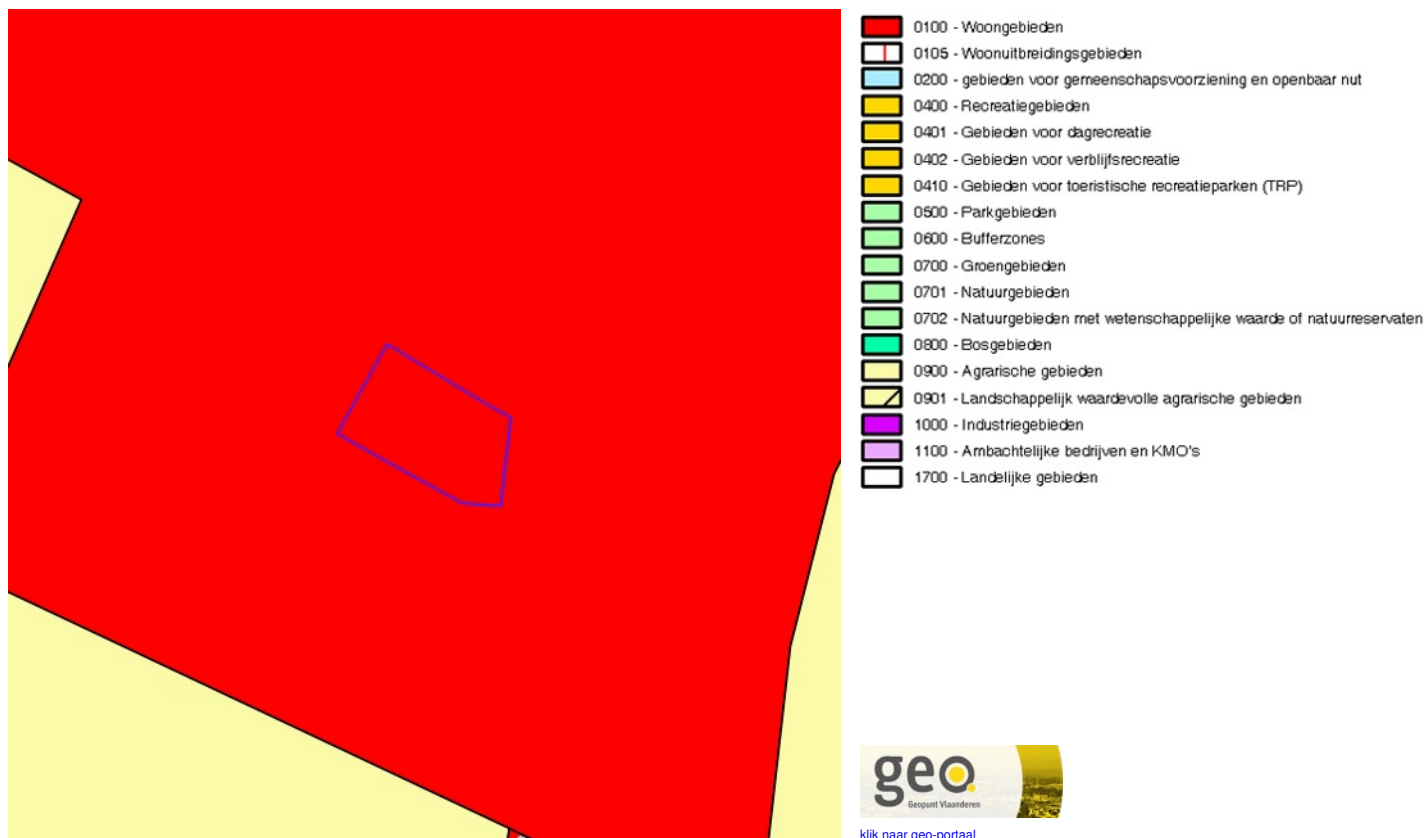 0100 - Woongebieden
0105 - Woonuitbreidingsgebieden
0200 - gebieden voor gemeenschapsvoorziening en openbaar nut
0400 - Recreatiegebieden
0401 - Gebieden voor dagrecreatie
0402 - Gebieden voor verblijfsrecreatie
0410 - Gebieden voor toeristische recreatieparken (TRP)
0500 - Parkgebieden
0600 - Bufferzones
0700 - Groengebieden
0701 - Natuurgebieden
0702 - Natuurgebieden met wetenschappelijke waarde of natuurreservaten
0800 - Bosgebieden
0900 - Agrarische gebieden
0901 - Landschappelijk waardevolle agrarische gebieden
1000 - Industriegebieden
1100 - Ambachtelijke bedrijven en KMO's
1700 - Landelijke gebieden
geo
Geopunt Vlaanderen
klik naar geo-portaal